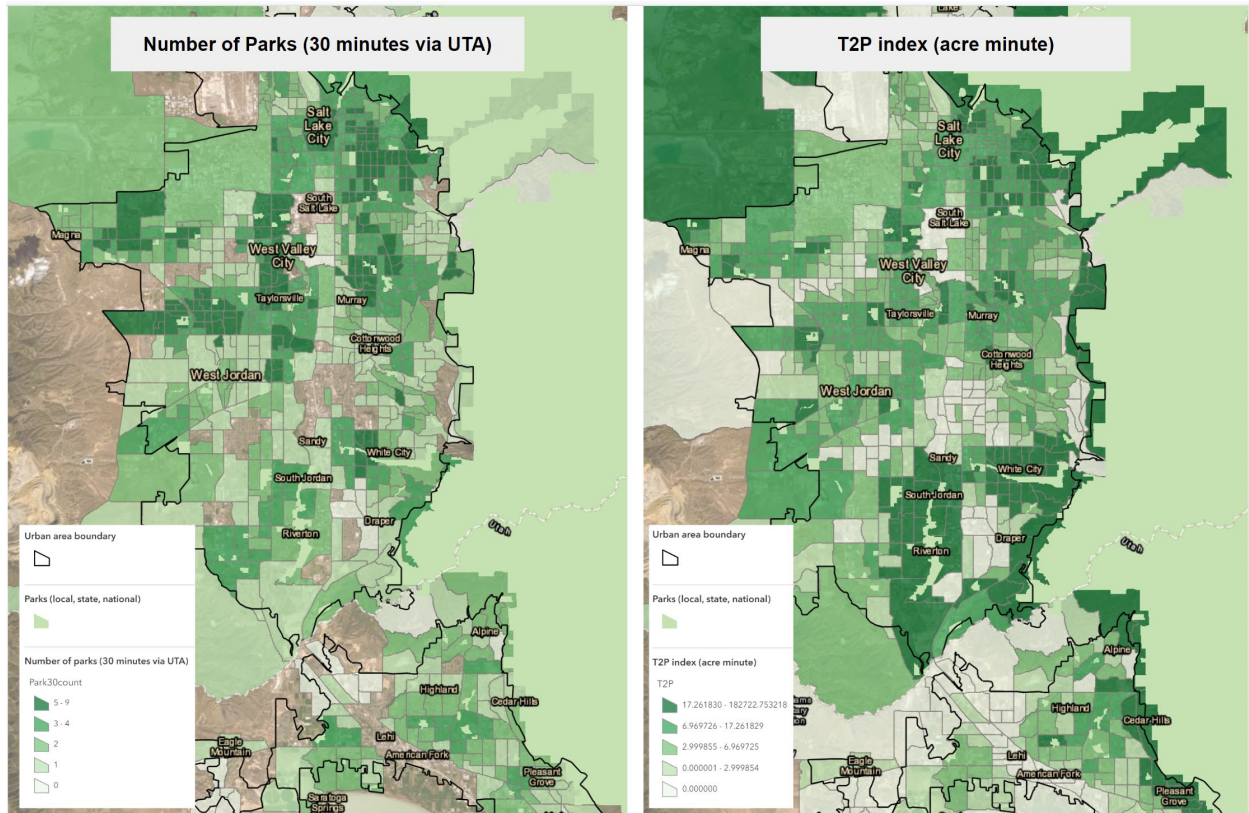 Number of Parks (30 minutes via UTA)
Salt
Lake
City
South
Salt Lake
Magna
West Valley
City
Taylorsville
Murray
Cottonwood
Heights
West Jordan
Sandy
White City
South Jordan
Draper
Riverton
Utah
Alpine
Highland
Cedar Hills
Lehi
American Fork
Eagle
Mountain
Pleasant
Grove
Saratoga
Springs
Urban area boundary
Parks (local, state, national)
Number of parks (30 minutes via UTA)
Park30count
5 - 9
3 - 4
2
1
0
Lake
T2P index (acre minute)
Salt
Lake
City
South
Salt Lake
Magna
West Valley
City
Taylorsville
Murray
Cottonwood
Heights
West Jordan
Sandy
White City
South Jordan
Draper
Riverton
Utah
Alpine
Highland
Cedar Hills
Lehi
American Fork
Eagle
Mountain
Pleasant
Grove
Urban area boundary
Parks (local, state, national)
T2P index (acre minute)
T2P
17.261830 - 182722.753218
6.969726 - 17.261829
2.999855 - 6.969725
0.000001 - 2.999854
0.000000